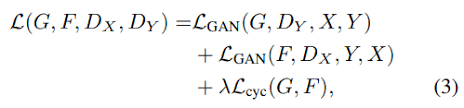 ℒ(G, F, D_X, D_Y) =ℒ_GAN(G, D_Y, X, Y)
+ ℒ_GAN(F, D_X, Y, X)
+ λℒ_cyc(G, F), (3)